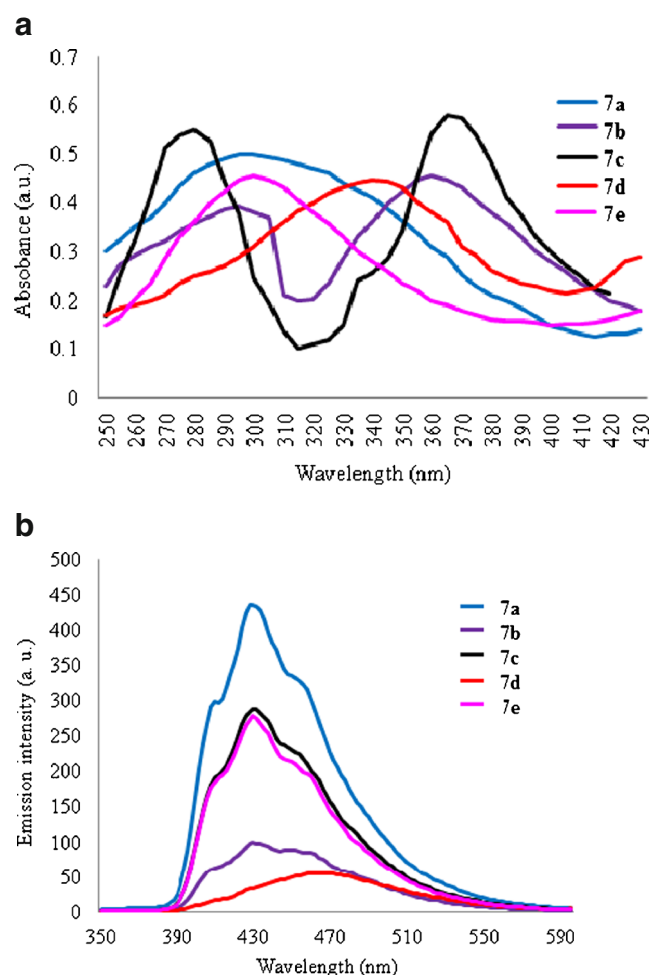 a
0.7
0.6
0.5
0.4
0.3
0.2
0.1
0
Absobance (a.u.)
7a
7b
7c
7d
7e
250 260 270 280 290 300 310 320 330 340 350 360 370 380 390 400 410 420 430
Wavelength (nm)
b
500
450
400
350
300
250
200
150
100
50
0
Emission intensity (a. u.)
7a
7b
7c
7d
7e
350 390 430 470 510 550 590
Wavelength (nm)